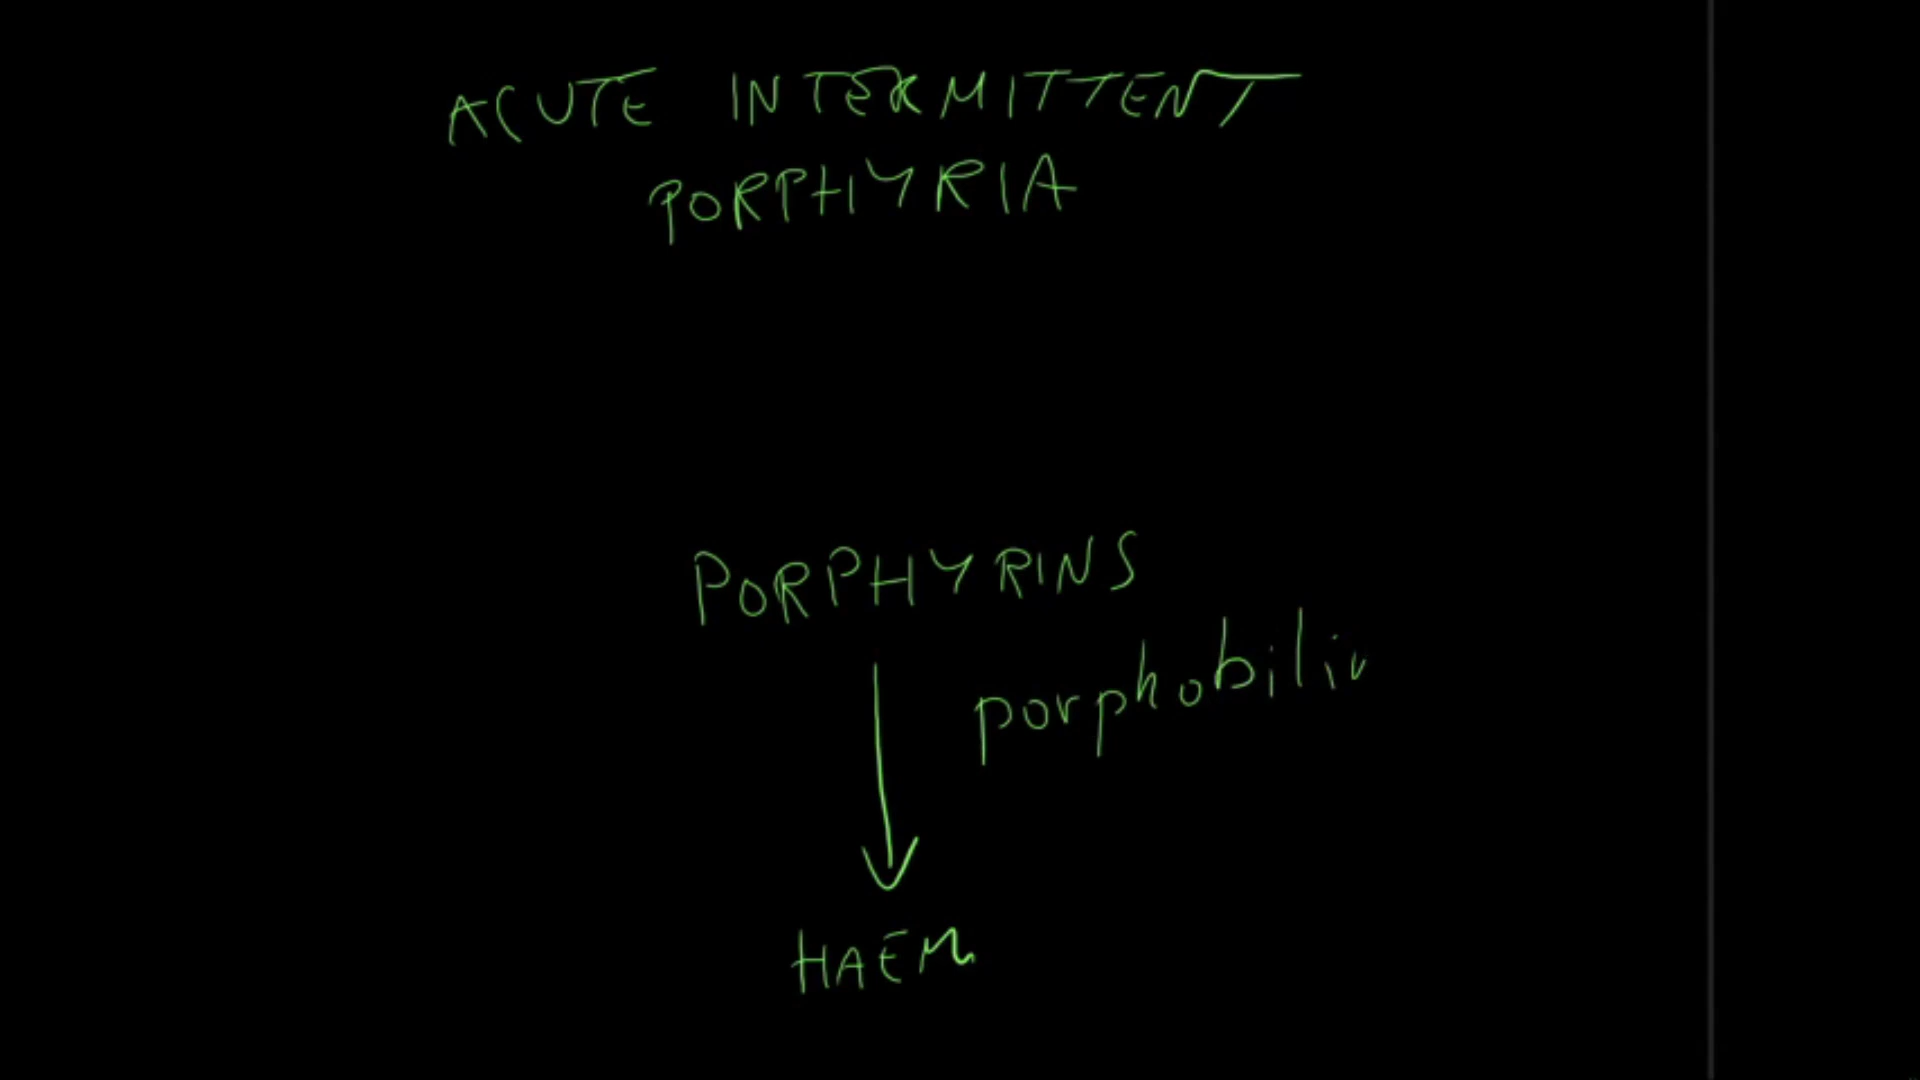 ACUTE INTERMITTENT
PORPHYRIA
PORPHYRINS
porphobilin
HAEM